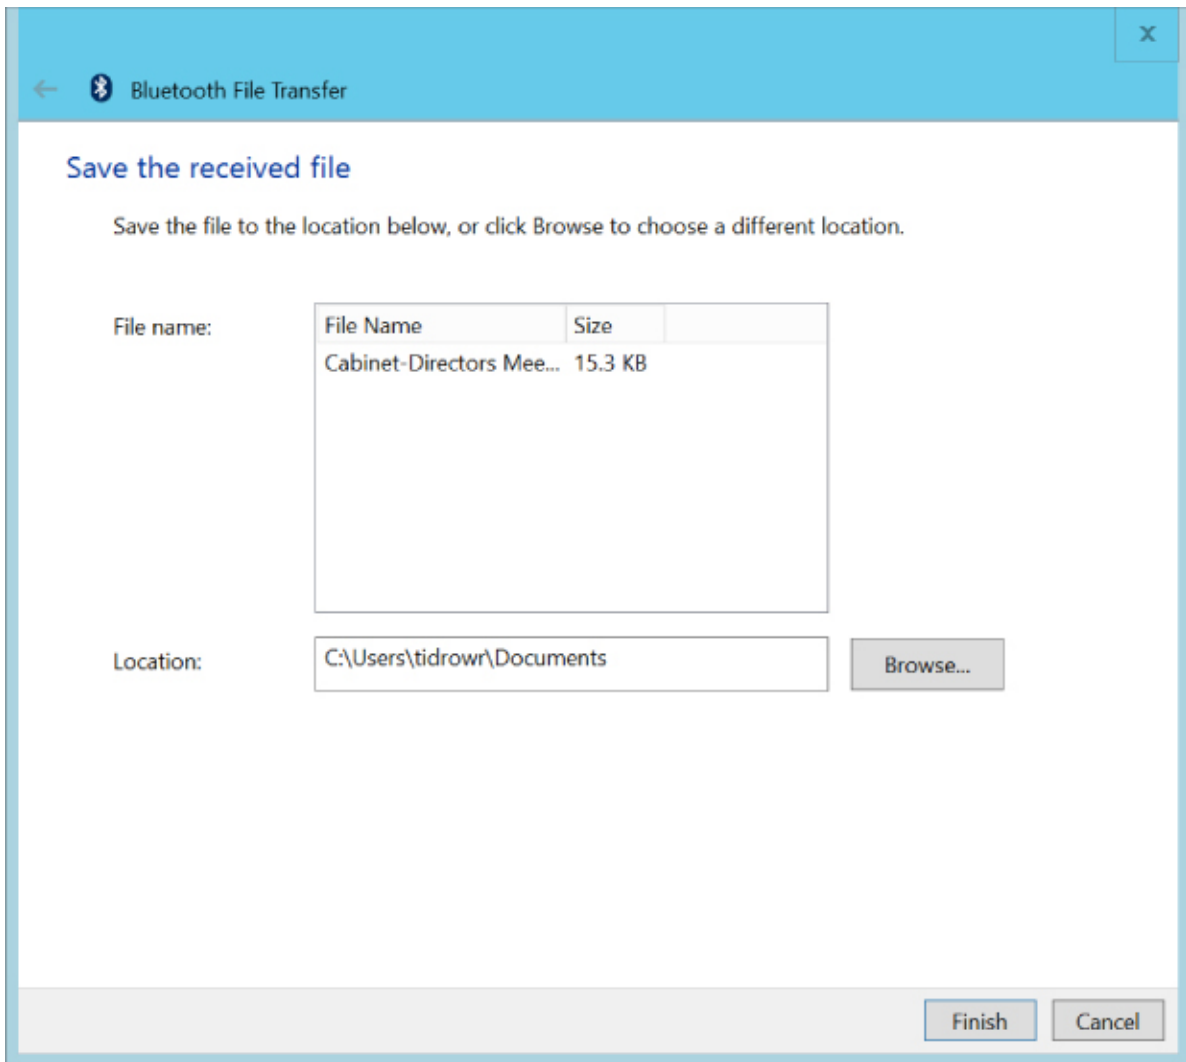 x
Bluetooth File Transfer
Save the received file
Save the file to the location below, or click Browse to choose a different location.
File name:
File Name Size
Cabinet-Directors Mee... 15.3 KB
Location: C:\Users\tidrowr\Documents Browse...
Finish Cancel